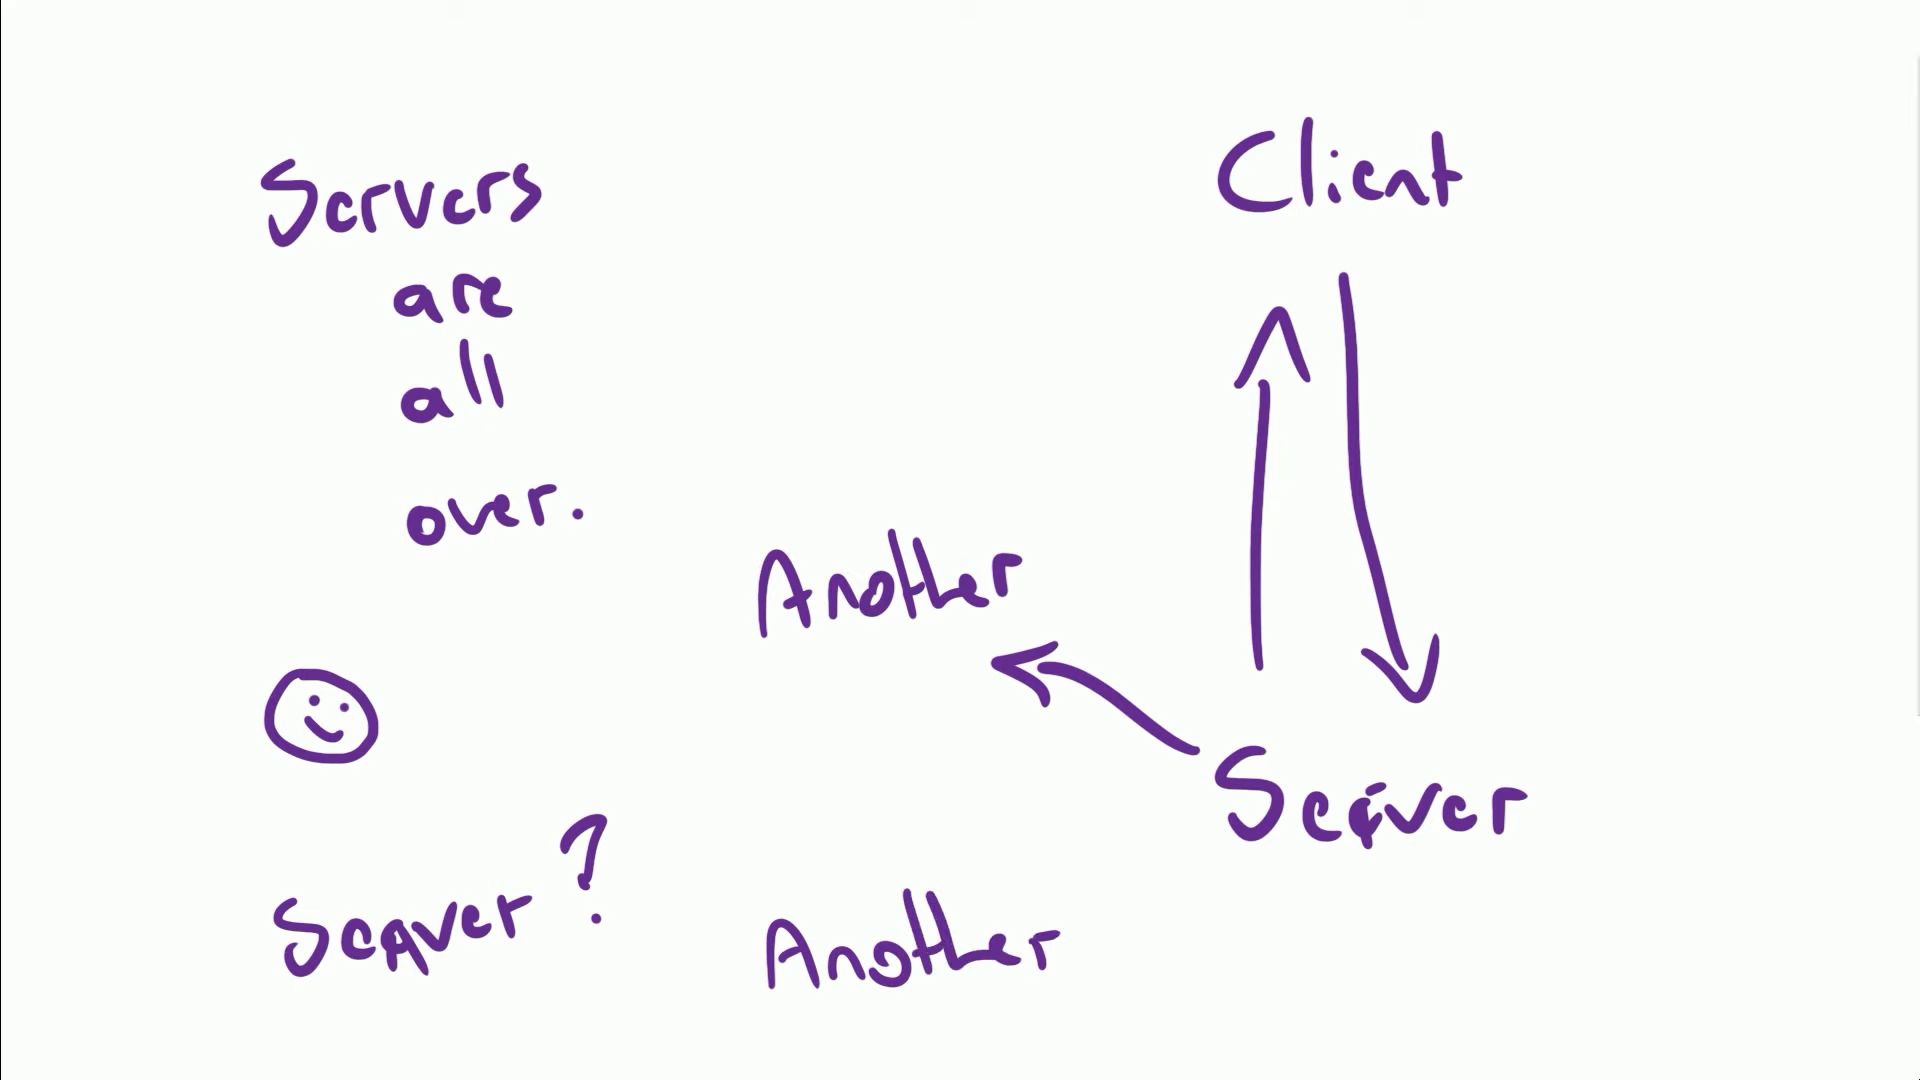 Servers
are
all
over.
Client
Another
Server
Server?
Another